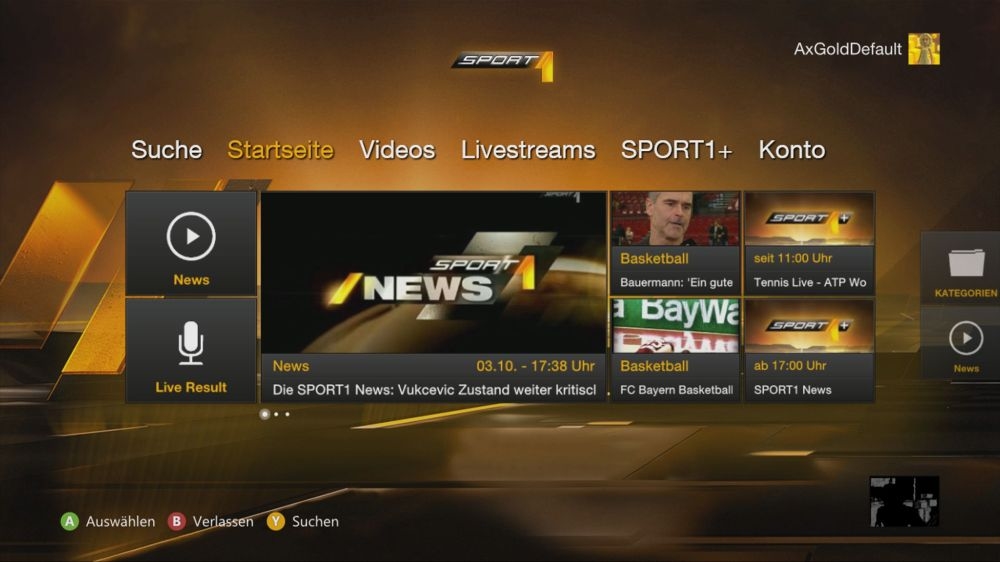 AxGoldDefault
SPORT1
Suche Startseite Videos Livestreams SPORT1+ Konto
News
Live Result
SPORT1
SPORT1
NEWS
News 03.10. - 17:38 Uhr
Die SPORT1 News: Vukcevic Zustand weiter kritiscl
Basketball
Bauermann: 'Ein gute
SPORT1+
seit 11:00 Uhr
Tennis Live - ATP Wo
BayWa
Basketball
FC Bayern Basketball
SPORT1+
ab 17:00 Uhr
SPORT1 News
KATEGORIEN
News
A Auswählen B Verlassen Y Suchen